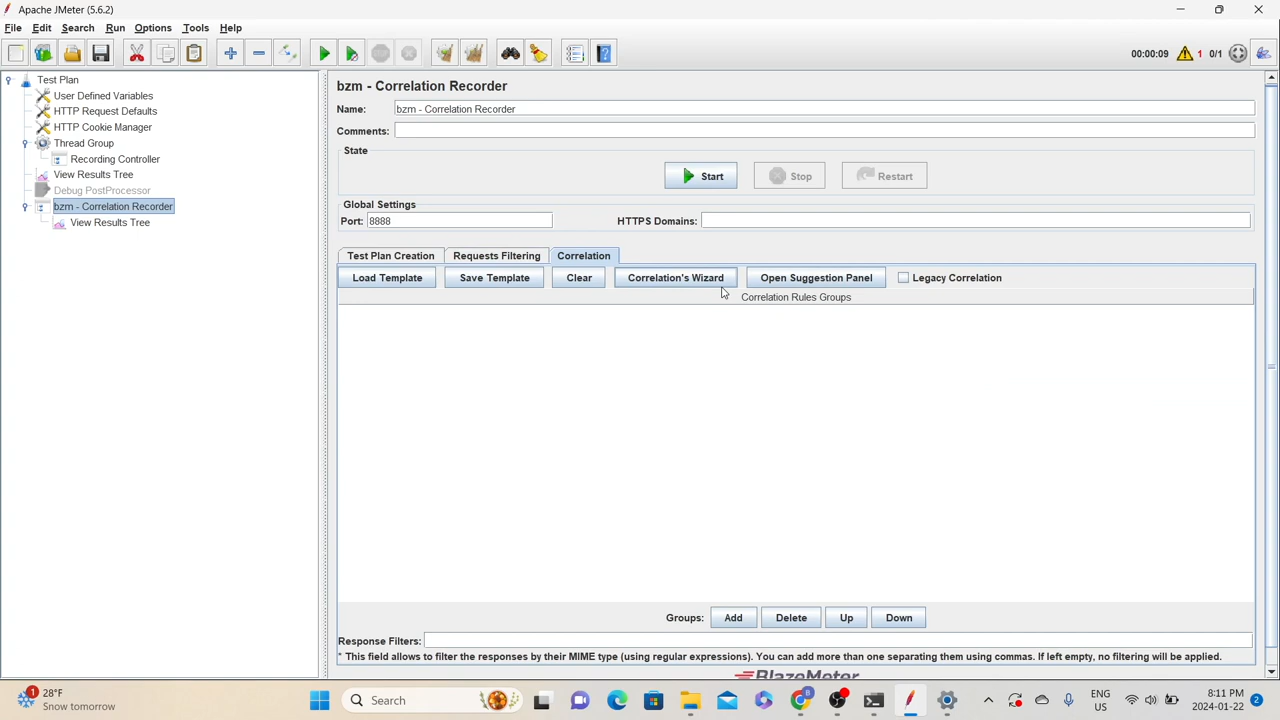 Apache JMeter (5.6.2)
File Edit Search Run Options Tools Help
00:00:09 1 0/1
Test Plan
User Defined Variables
HTTP Request Defaults
HTTP Cookie Manager
Thread Group
Recording Controller
View Results Tree
Debug PostProcessor
bzm - Correlation Recorder
View Results Tree
bzm - Correlation Recorder
Name: bzm - Correlation Recorder
Comments:
State
Start Stop Restart
Global Settings
Port: 8888 HTTPS Domains:
Test Plan Creation Requests Filtering Correlation
Load Template Save Template Clear Correlation's Wizard Open Suggestion Panel Legacy Correlation
Correlation Rules Groups
Groups: Add Delete Up Down
Response Filters:
* This field allows to filter the responses by their MIME type (using regular expressions). You can add more than one separating them using commas. If left empty, no filtering will be applied.
BlazeMeter
1 28°F
Snow tomorrow
Search
8
ENG
US
8:11 PM
2024-01-22
2